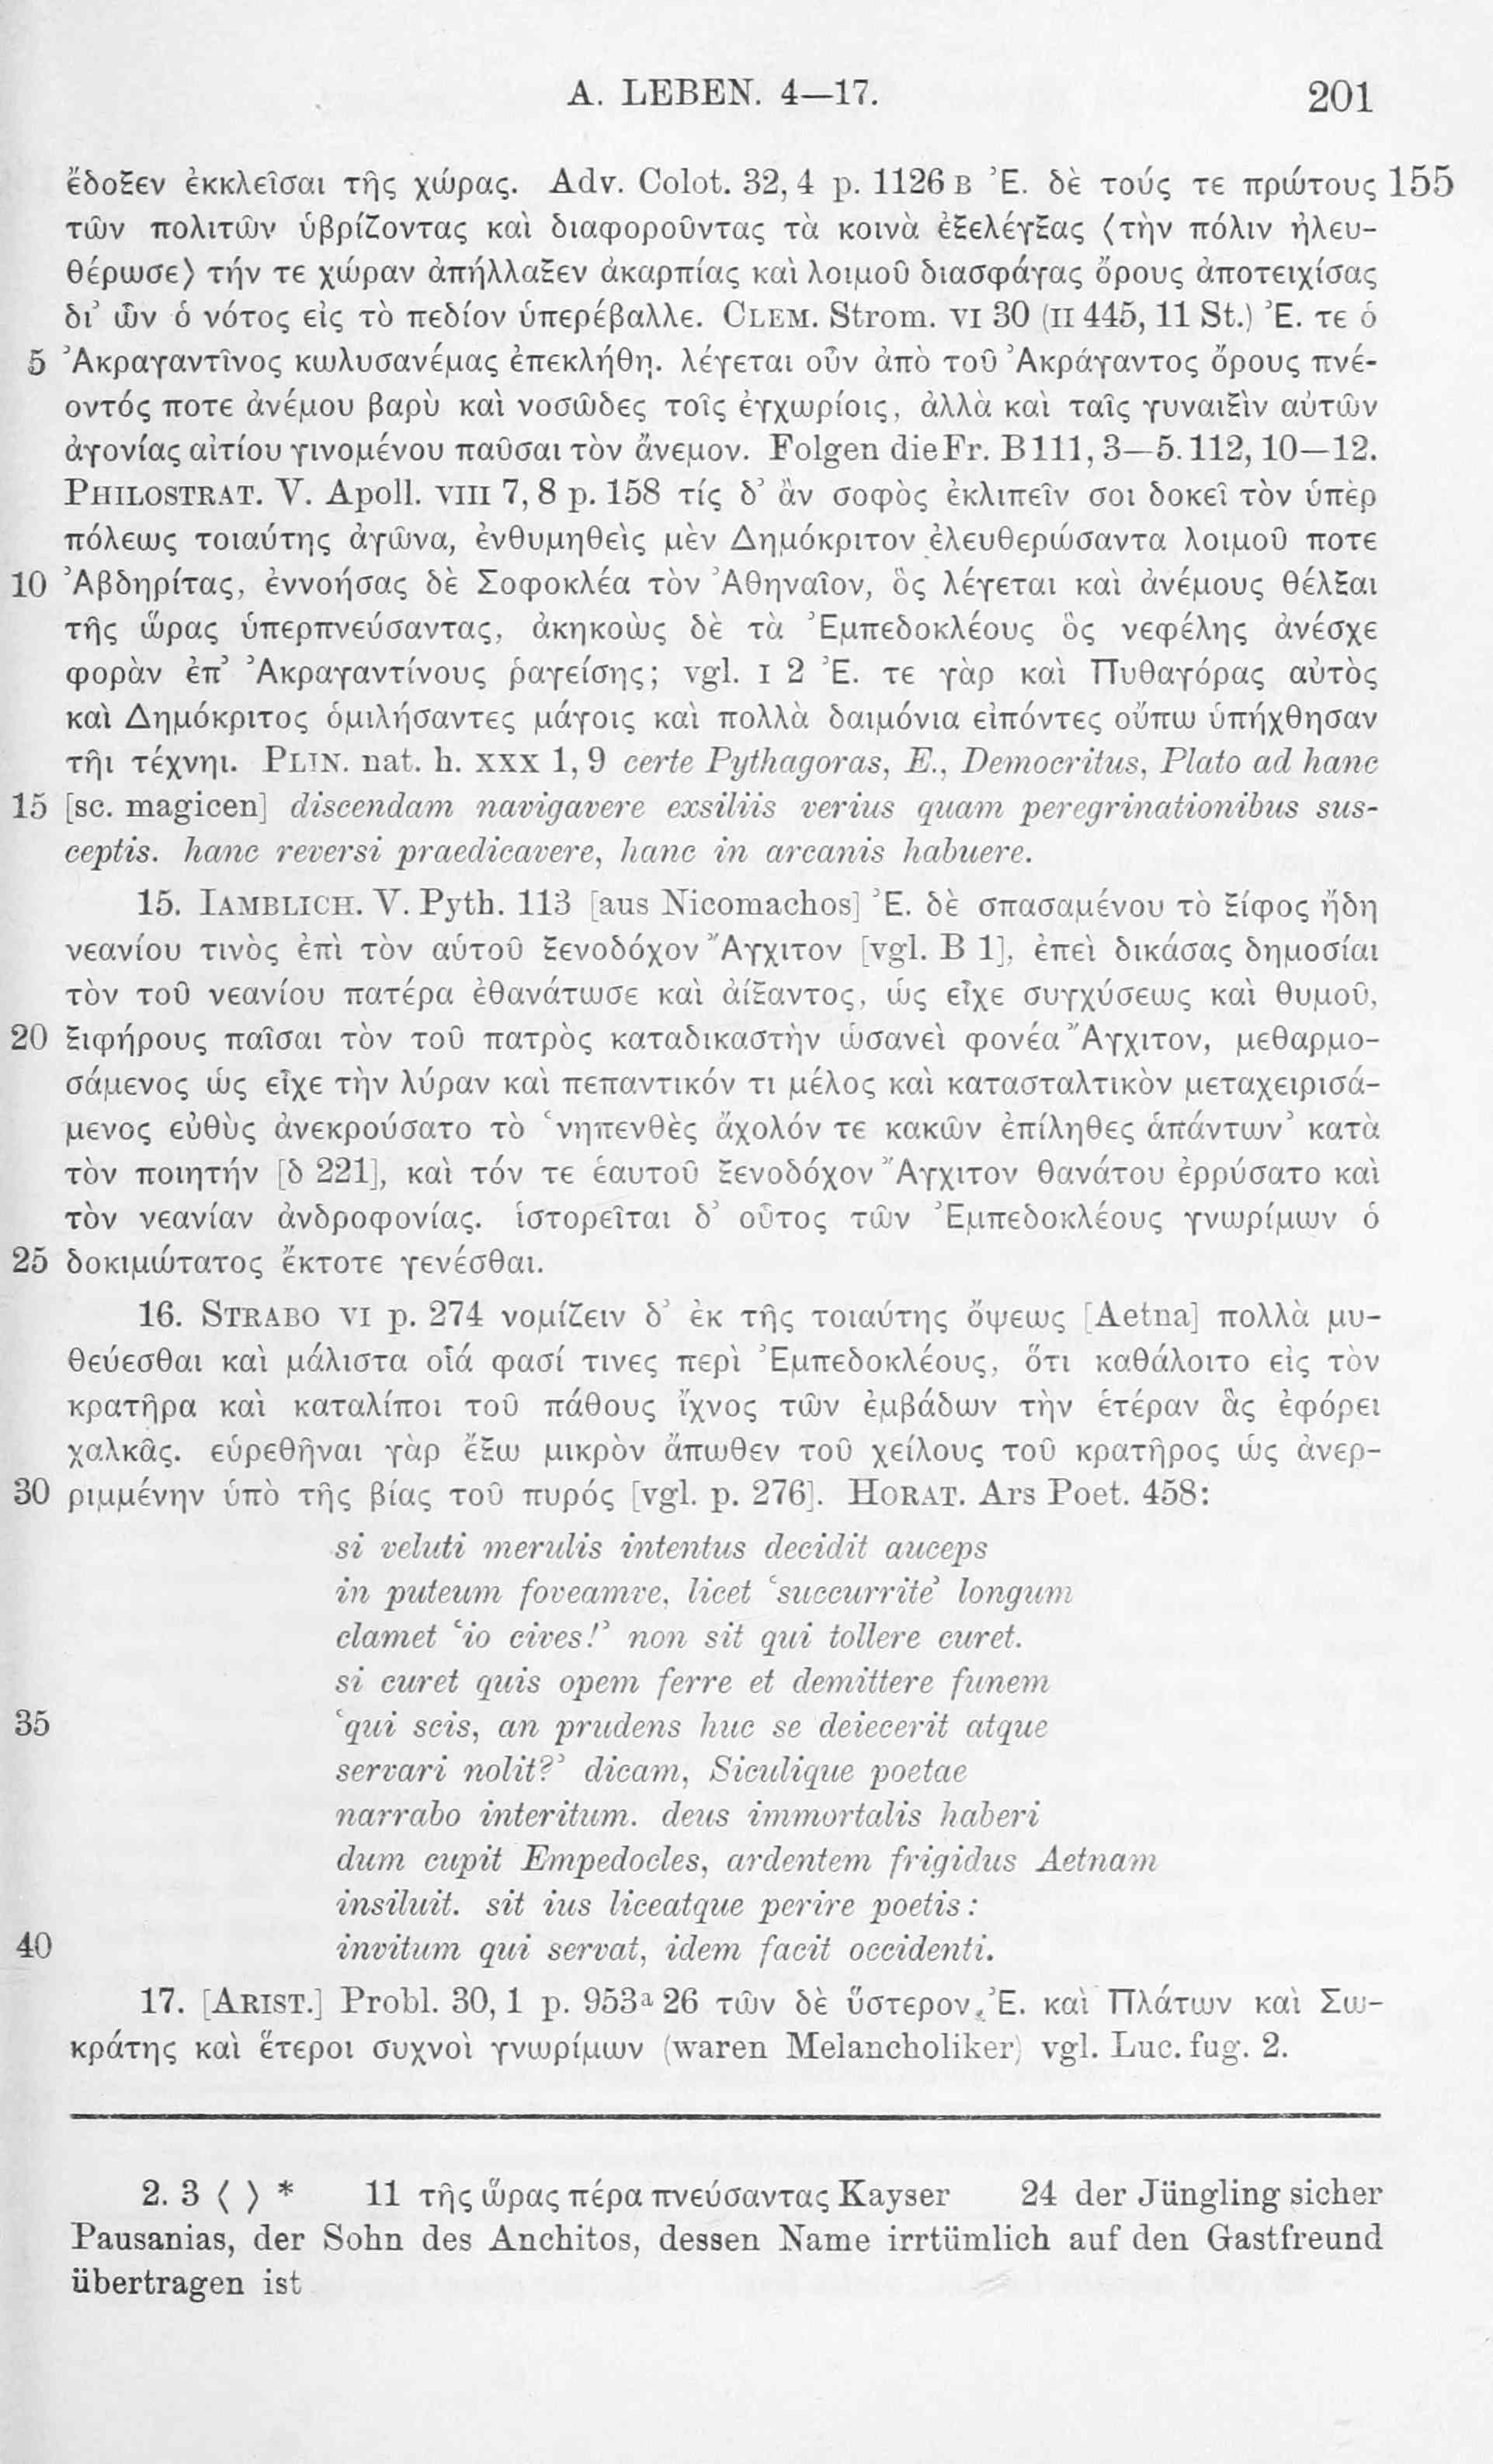 A. LEBEN. 4—17. 201
ἔδοξεν ἐκκλεῖσαι τῆς χώρας. Adv. Colot. 32, 4 p. 1126 B Ἐ. δὲ τούς τε πρώτους 155
τῶν πολιτῶν ὑβρίζοντας καὶ διαφοροῦντας τὰ κοινὰ ἐξελέγξας ⟨τὴν πόλιν ἠλευ-
θέρωσε⟩ τήν τε χώραν ἀπήλλαξεν ἀκαρπίας καὶ λοιμοῦ διασφάγας ὄρους ἀποτειχίσας
δι’ ὧν ὁ νότος εἰς τὸ πεδίον ὑπερέβαλλε. CLEM. Strom. VI 30 (II 445, 11 St.) Ἐ. τε ὁ
5 Ἀκραγαντῖνος κωλυσανέμας ἐπεκλήθη. λέγεται οὖν ἀπὸ τοῦ Ἀκράγαντος ὄρους πνέ-
οντός ποτε ἀνέμου βαρὺ καὶ νοσῶδες τοῖς ἐγχωρίοις, ἀλλὰ καὶ ταῖς γυναιξὶν αὐτῶν
ἀγονίας αἰτίου γινομένου παῦσαι τὸν ἄνεμον. Folgen die Fr. B 111, 3—5. 112, 10—12.
PHILOSTRAT. V. Apoll. VIII 7, 8 p. 158 τίς δ’ ἂν σοφὸς ἐκλιπεῖν σοι δοκεῖ τὸν ὑπὲρ
πόλεως τοιαύτης ἀγῶνα, ἐνθυμηθεὶς μὲν Δημόκριτον ἐλευθερώσαντα λοιμοῦ ποτε
10 Ἀβδηρίτας, ἐννοήσας δὲ Σοφοκλέα τὸν Ἀθηναῖον, ὃς λέγεται καὶ ἀνέμους θέλξαι
τῆς ὥρας ὑπερπνεύσαντας, ἀκηκοὼς δὲ τὰ Ἐμπεδοκλέους ὃς νεφέλης ἀνέσχε
φορὰν ἐπ’ Ἀκραγαντίνους ῥαγείσης; vgl. I 2 Ἐ. τε γὰρ καὶ Πυθαγόρας αὐτὸς
καὶ Δημόκριτος ὁμιλήσαντες μάγοις καὶ πολλὰ δαιμόνια εἰπόντες οὔπω ὑπήχθησαν
τῆι τέχνηι. PLIN. nat. h. XXX 1, 9 certe Pythagoras, E., Democritus, Plato ad hanc
15 [sc. magicen] discendam navigavere exsiliis verius quam peregrinationibus sus-
ceptis. hanc reversi praedicavere, hanc in arcanis habuere.
15. IAMBLICH. V. Pyth. 113 [aus Nicomachos] Ἐ. δὲ σπασαμένου τὸ ξίφος ἤδη
νεανίου τινὸς ἐπὶ τὸν αὑτοῦ ξενοδόχον Ἄγχιτον [vgl. B 1], ἐπεὶ δικάσας δημοσίαι
τὸν τοῦ νεανίου πατέρα ἐθανάτωσε καὶ ἀίξαντος, ὡς εἶχε συγχύσεως καὶ θυμοῦ,
20 ξιφήρους παῖσαι τὸν τοῦ πατρὸς καταδικαστὴν ὡσανεὶ φονέα Ἄγχιτον, μεθαρμο-
σάμενος ὡς εἶχε τὴν λύραν καὶ πεπαντικόν τι μέλος καὶ κατασταλτικὸν μεταχειρισά-
μενος εὐθὺς ἀνεκρούσατο τὸ ‘νηπενθὲς ἄχολόν τε κακῶν ἐπίληθες ἁπάντων’ κατὰ
τὸν ποιητήν [δ 221], καὶ τόν τε ἑαυτοῦ ξενοδόχον Ἄγχιτον θανάτου ἐρρύσατο καὶ
τὸν νεανίαν ἀνδροφονίας. ἱστορεῖται δ’ οὗτος τῶν Ἐμπεδοκλέους γνωρίμων ὁ
25 δοκιμώτατος ἔκτοτε γενέσθαι.
16. STRABO VI p. 274 νομίζειν δ’ ἐκ τῆς τοιαύτης ὄψεως [Aetna] πολλὰ μυ-
θεύεσθαι καὶ μάλιστα οἷά φασί τινες περὶ Ἐμπεδοκλέους, ὅτι καθάλοιτο εἰς τὸν
κρατῆρα καὶ καταλίποι τοῦ πάθους ἴχνος τῶν ἐμβάδων τὴν ἑτέραν ἃς ἐφόρει
χαλκᾶς. εὑρεθῆναι γὰρ ἔξω μικρὸν ἄπωθεν τοῦ χείλους τοῦ κρατῆρος ὡς ἀνερ-
30 ριμμένην ὑπὸ τῆς βίας τοῦ πυρός [vgl. p. 276]. HORAT. Ars Poet. 458:
si veluti merulis intentus decidit auceps
in puteum foveamve, licet ‘succurrite’ longum
clamet ‘io cives!’ non sit qui tollere curet.
si curet quis opem ferre et demittere funem
35 ‘qui scis, an prudens huc se deiecerit atque
servari nolit?’ dicam, Siculique poetae
narrabo interitum. deus immortalis haberi
dum cupit Empedocles, ardentem frigidus Aetnam
insiluit. sit ius liceatque perire poetis:
40 invitum qui servat, idem facit occidenti.
17. [ARIST.] Probl. 30, 1 p. 953ª 26 τῶν δὲ ὕστερον Ἐ. καὶ Πλάτων καὶ Σω-
κράτης καὶ ἕτεροι συχνοὶ γνωρίμων (waren Melancholiker) vgl. Luc. fug. 2.
2. 3 ⟨ ⟩ * 11 τῆς ὥρας πέρα πνεύσαντας Kayser 24 der Jüngling sicher
Pausanias, der Sohn des Anchitos, dessen Name irrtümlich auf den Gastfreund
übertragen ist